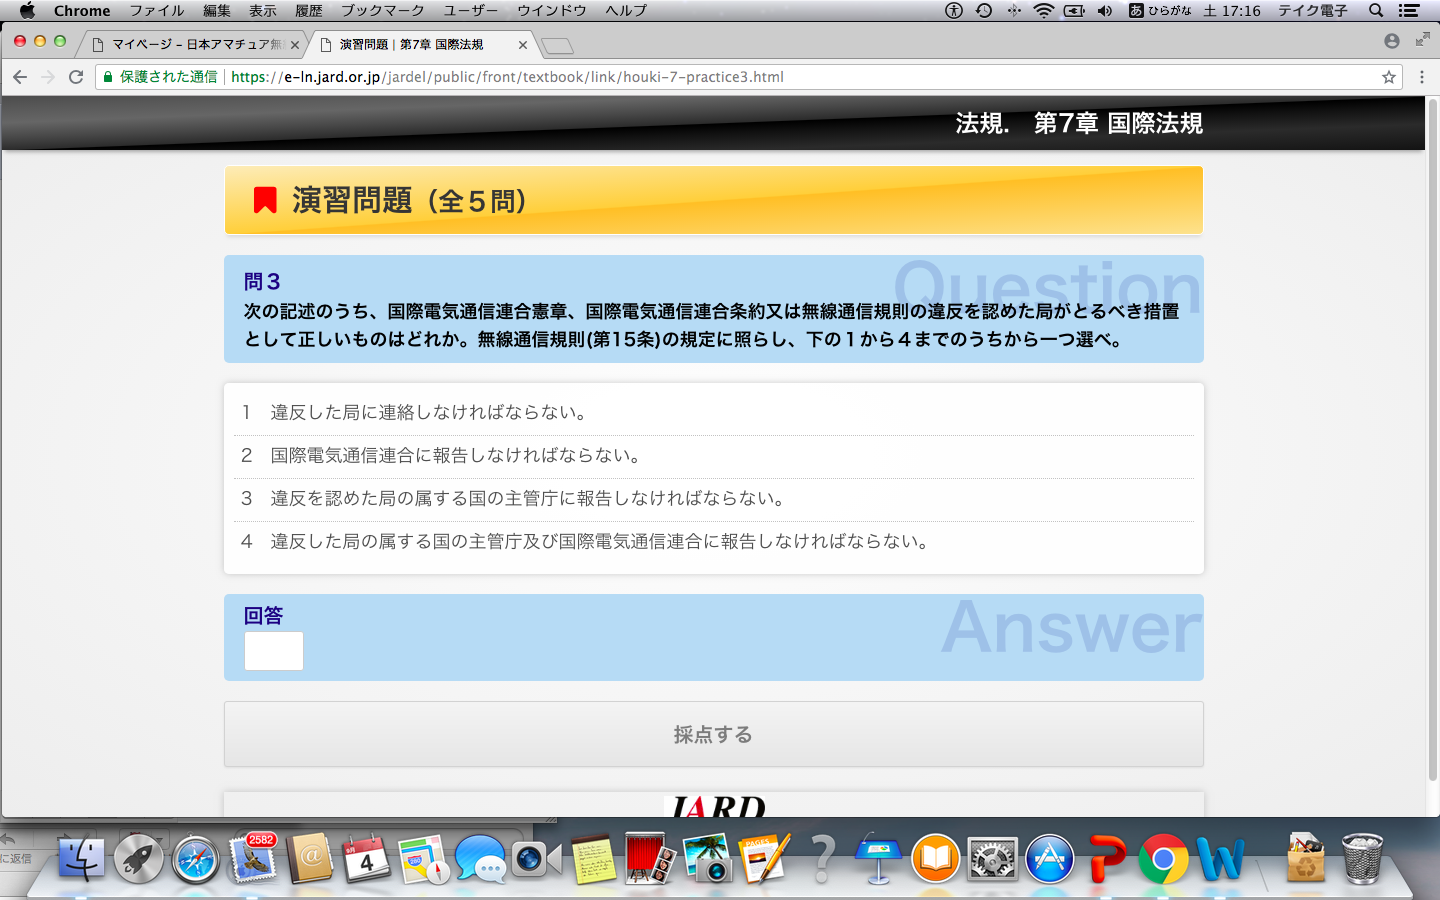 Chrome ファイル 編集 表示 履歴 ブックマーク ユーザー ウインドウ ヘルプ
あ ひらがな 土 17:16 テイク電子
マイページ – 日本アマチュア無
演習問題 | 第7章 国際法規
保護された通信 https://e-ln.jard.or.jp/jardel/public/front/textbook/link/houki-7-practice3.html
法規. 第7章 国際法規
演習問題（全５問）
Question
問３
次の記述のうち、国際電気通信連合憲章、国際電気通信連合条約又は無線通信規則の違反を認めた局がとるべき措置
として正しいものはどれか。無線通信規則(第15条)の規定に照らし、下の１から４までのうちから一つ選べ。
1 違反した局に連絡しなければならない。
2 国際電気通信連合に報告しなければならない。
3 違反を認めた局の属する国の主管庁に報告しなければならない。
4 違反した局の属する国の主管庁及び国際電気通信連合に報告しなければならない。
回答
Answer
採点する
JARD
に返信
2582
4
280
PAGES
?